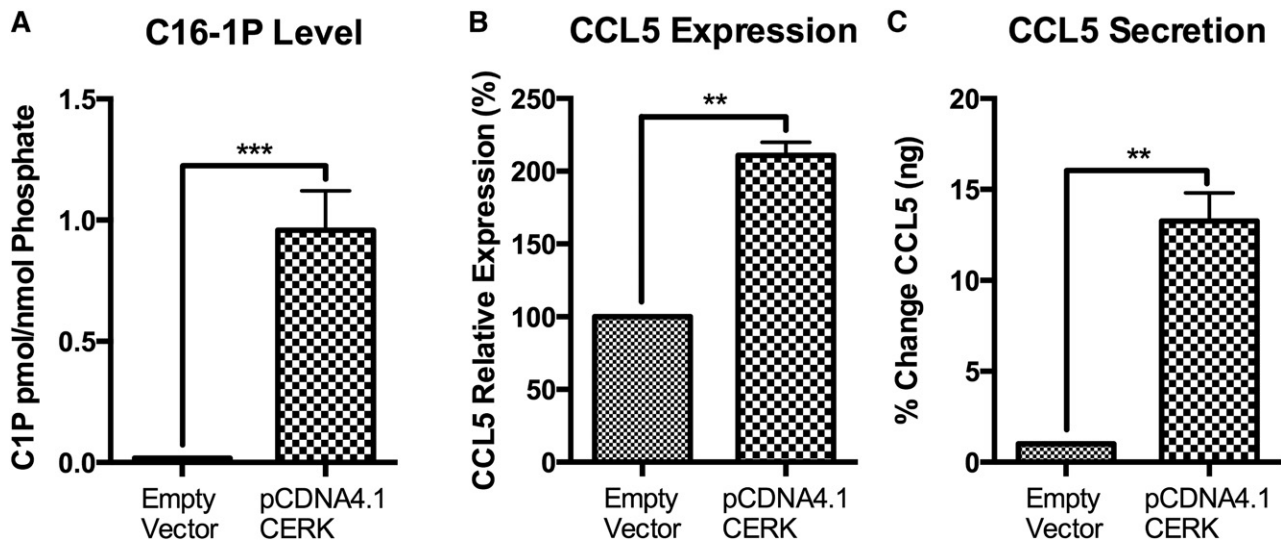 A
C16-1P Level
C1P pmol/nmol Phosphate
1.5
1.0
0.5
0.0
***
Empty
Vector
pCDNA4.1
CERK
B
CCL5 Expression
CCL5 Relative Expression (%)
250
200
150
100
50
0
**
Empty
Vector
pCDNA4.1
CERK
C
CCL5 Secretion
% Change CCL5 (ng)
20
15
10
5
0
**
Empty
Vector
pCDNA4.1
CERK